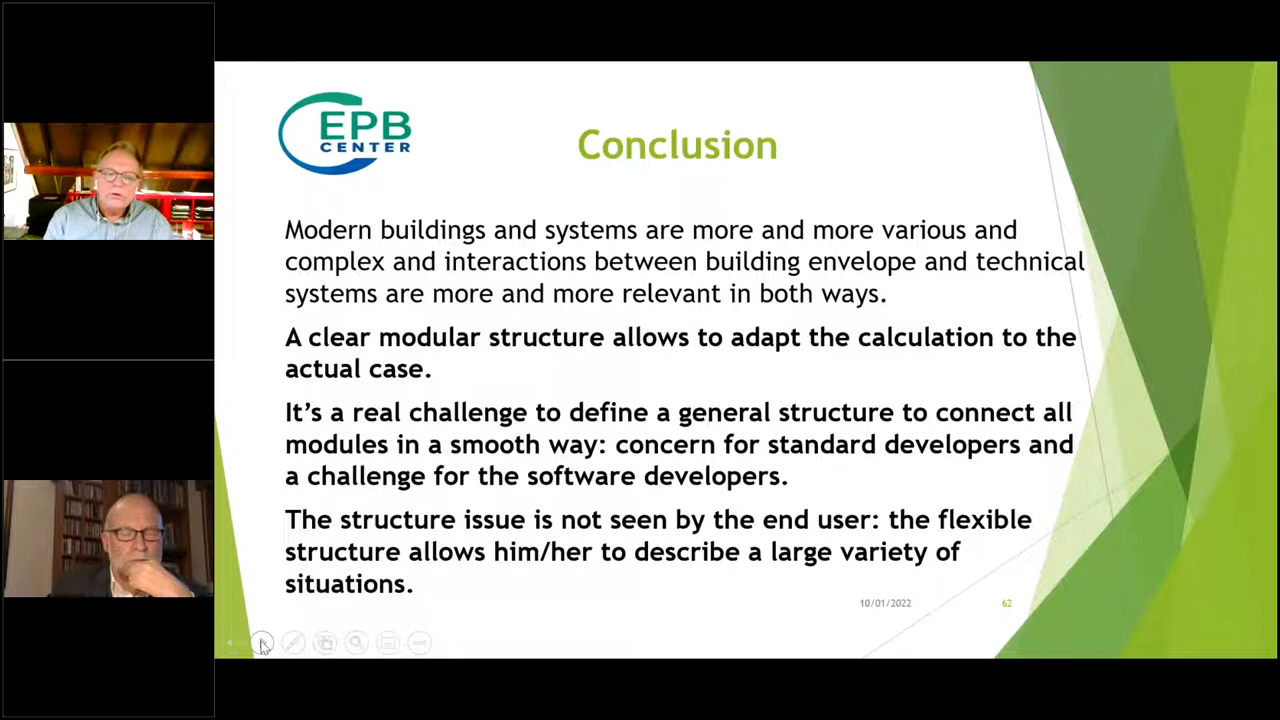 EPB
CENTER
Conclusion
Modern buildings and systems are more and more various and
complex and interactions between building envelope and technical
systems are more and more relevant in both ways.
A clear modular structure allows to adapt the calculation to the
actual case.
It’s a real challenge to define a general structure to connect all
modules in a smooth way: concern for standard developers and
a challenge for the software developers.
The structure issue is not seen by the end user: the flexible
structure allows him/her to describe a large variety of
situations.
10/01/2022
62